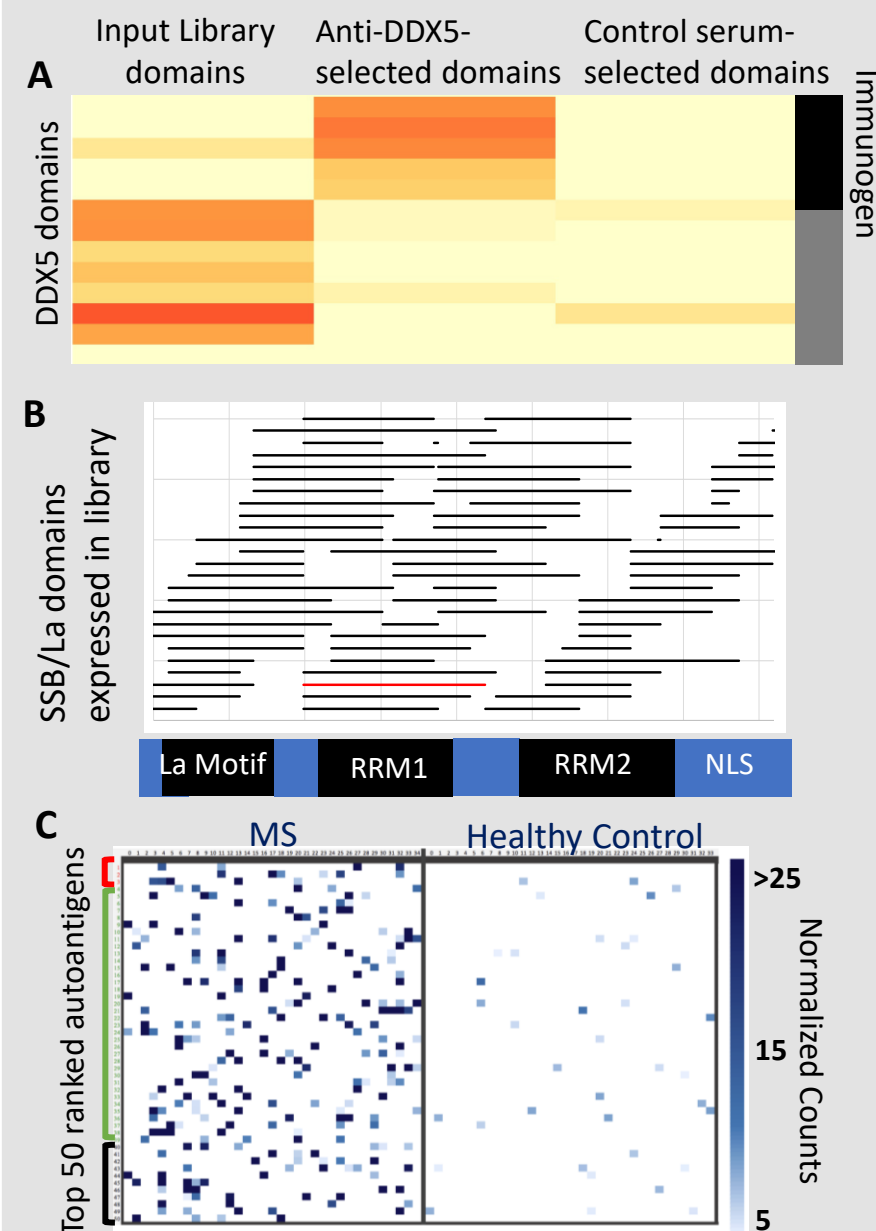 Input Library
domains
Anti-DDX5-
selected domains
Control serum-
selected domains
A
DDX5 domains
Immunogen
B
SSB/La domains
expressed in library
La Motif
RRM1
RRM2
NLS
C
MS
Healthy Control
Top 50 ranked autoantigens
>25
15
5
Normalized Counts